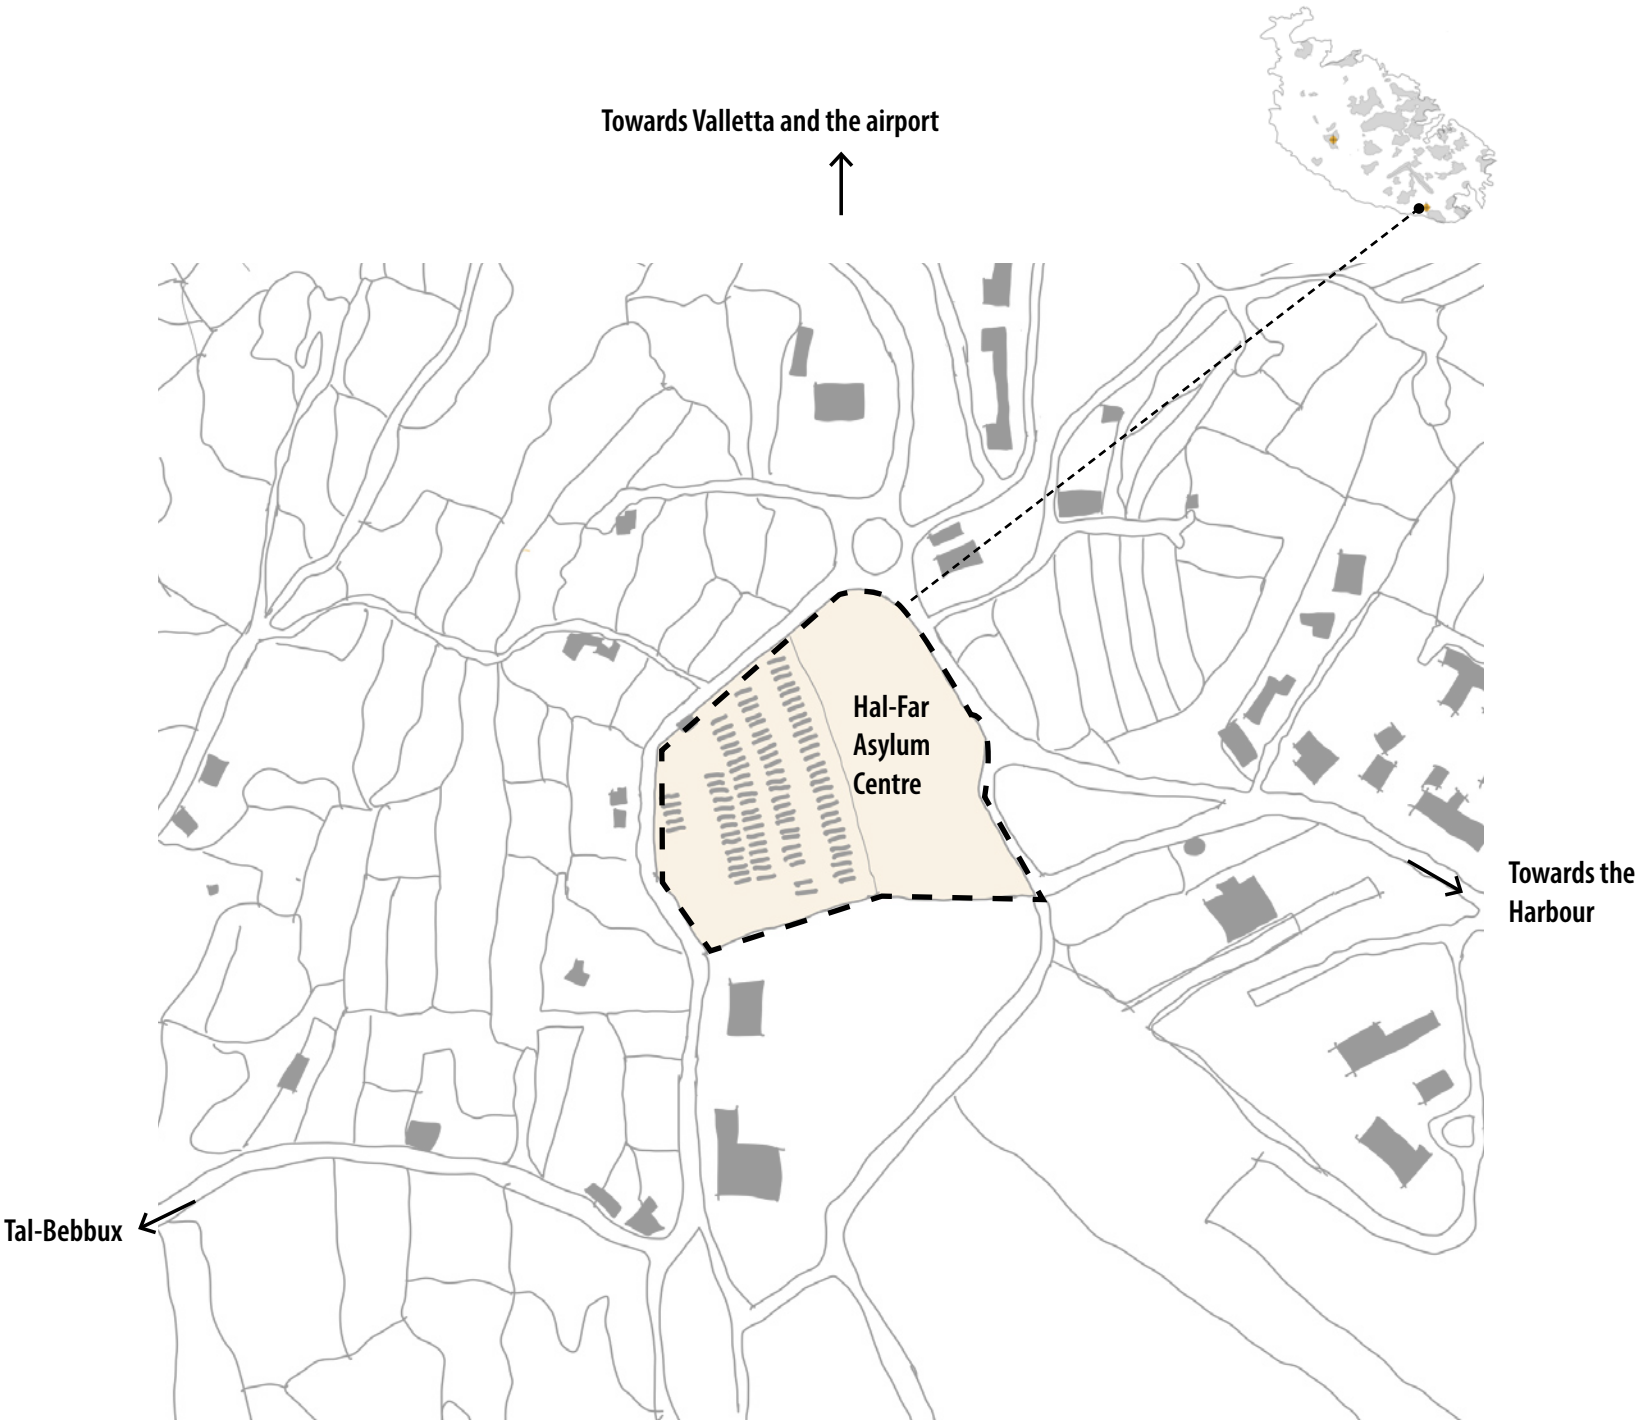 Towards Valletta and the airport
Hal-Far
Asylum
Centre
Towards the
Harbour
Tal-Bebbux